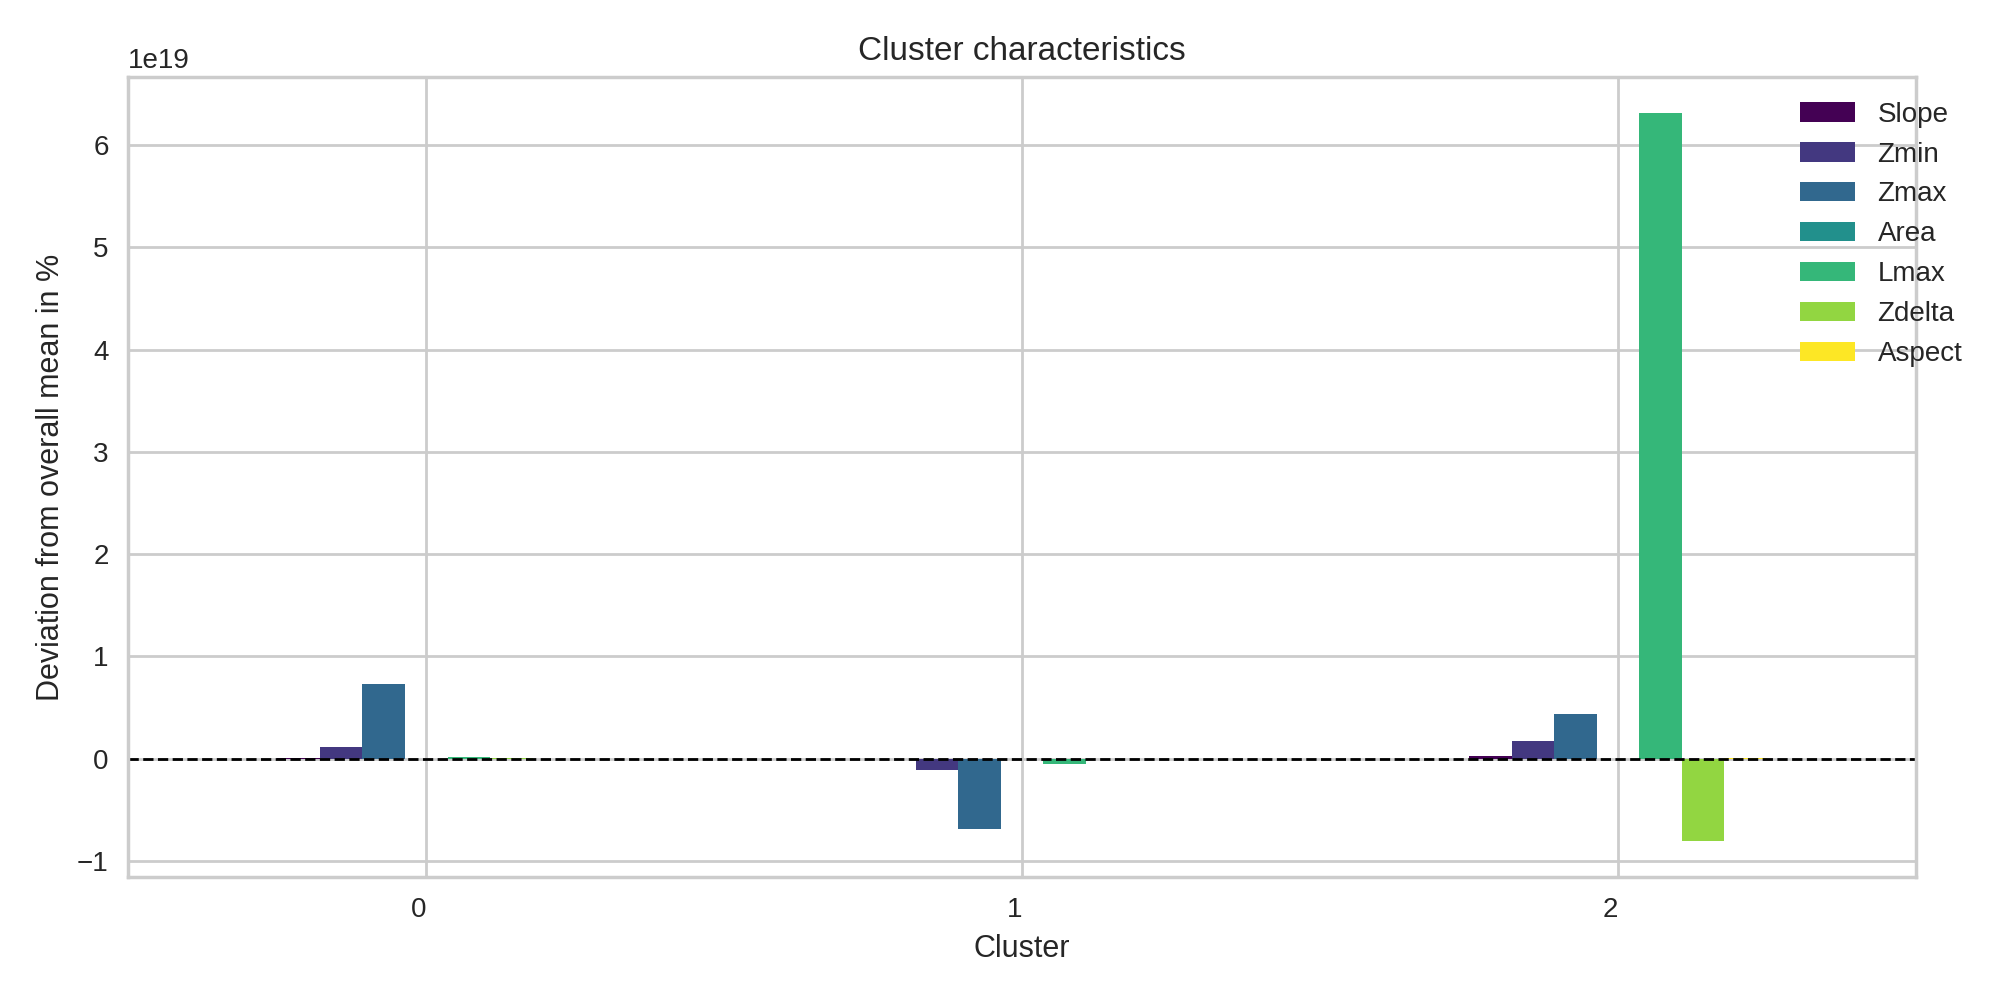 Cluster characteristics
1e19
6
5
4
3
2
1
0
−1
Deviation from overall mean in %
0
1
2
Cluster
Slope
Zmin
Zmax
Area
Lmax
Zdelta
Aspect